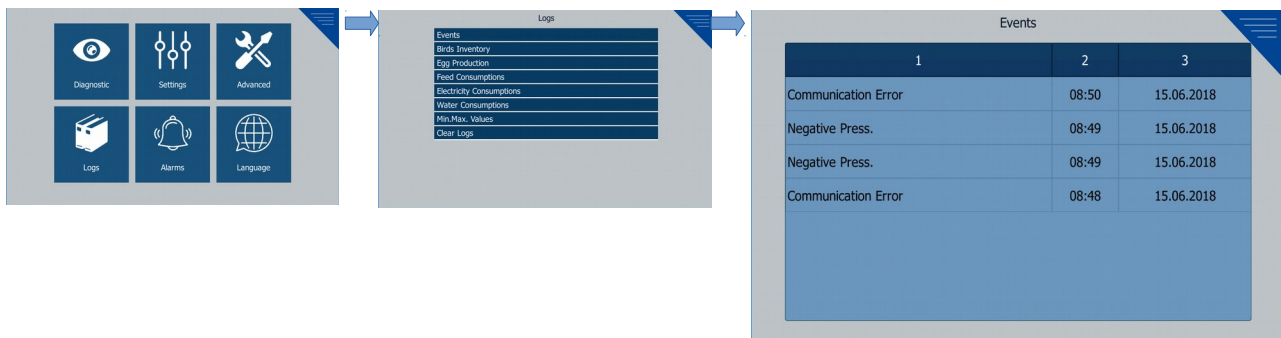 Diagnostic
Settings
Advanced
Logs
Alarms
Language
Logs
Events
Birds Inventory
Egg Production
Feed Consumptions
Electricity Consumptions
Water Consumptions
Min.Max. Values
Clear Logs
Events
1 2 3
Communication Error 08:50 15.06.2018
Negative Press. 08:49 15.06.2018
Negative Press. 08:49 15.06.2018
Communication Error 08:48 15.06.2018